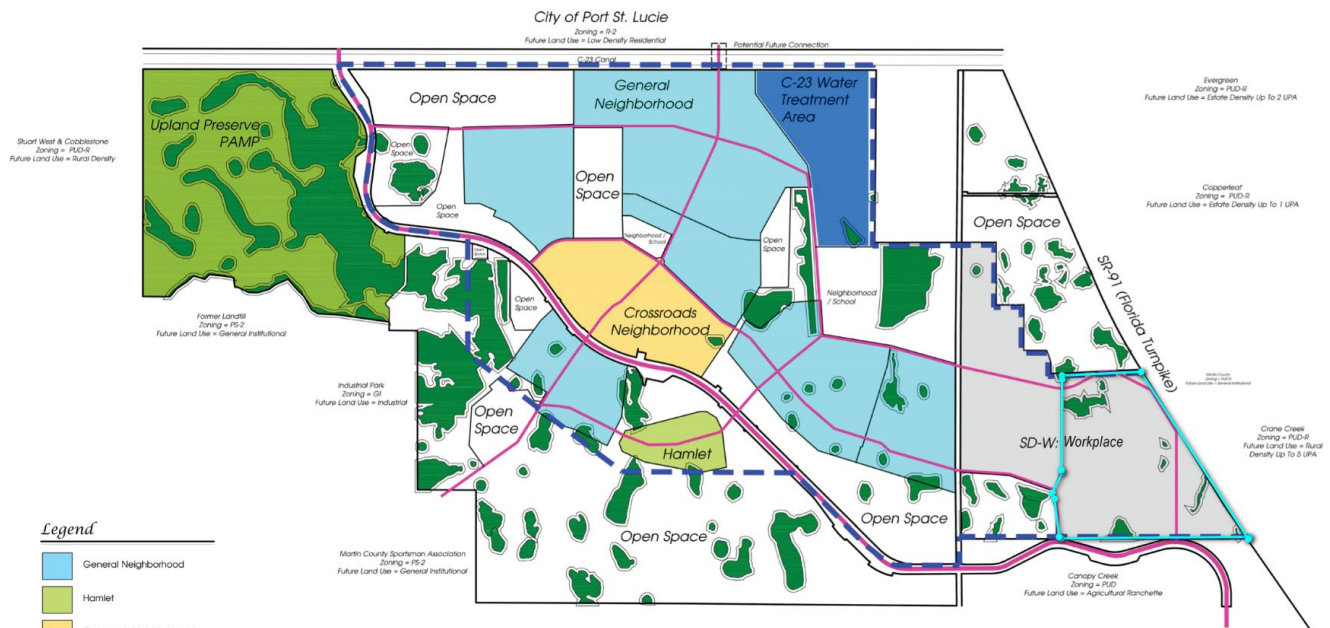 City of Port St. Lucie
Zoning = R-2
Future Land Use = Low Density Residential
Potential Future Connection
C-23 Canal
Open Space
General
Neighborhood
C-23 Water
Treatment
Area
Evergreen
Zoning = PUD-R
Future Land Use = Estate Density Up To 2 UPA
Upland Preserve
PAMP
Stuart West & Cobblestone
Zoning = PUD-R
Future Land Use = Rural Density
Open
Space
Open
Space
Copperleaf
Zoning = PUD-R
Future Land Use = Estate Density Up To 1 UPA
Open
Space
Neighborhood /
School
Open
Space
Open Space
SR-91 (Florida Turnpike)
Open
Space
Neighborhood
/ School
Former Landfill
Zoning = PS-2
Future Land Use = General Institutional
Crossroads
Neighborhood
Martin County
Future Land Use = General Institutional
Industrial Park
Zoning = GI
Future Land Use = Industrial
Open
Space
Hamlet
SD-W: Workplace
Crane Creek
Zoning = PUD-R
Future Land Use = Rural
Density Up To 5 UPA
Open Space
Open Space
Legend
General Neighborhood
Hamlet
Martin County Sportsman Association
Zoning = PS-2
Future Land Use = General Institutional
Canopy Creek
Zoning = PUD
Future Land Use = Agricultural Ranchette